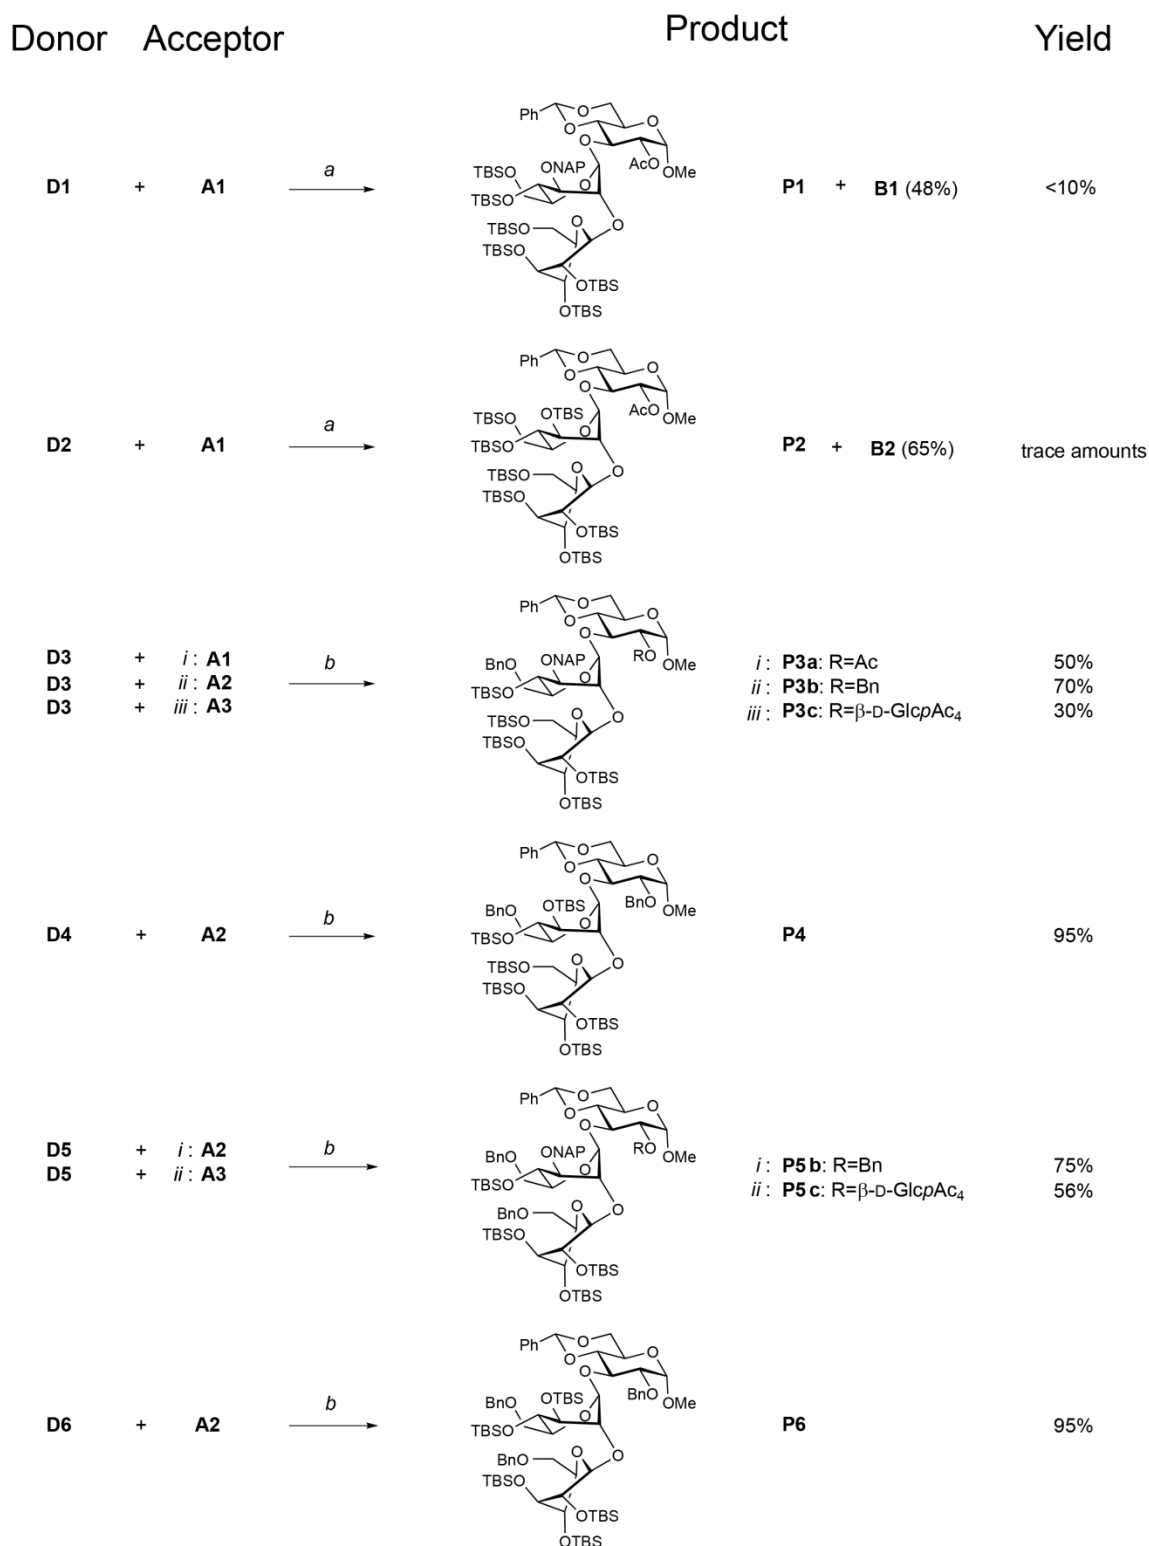 Donor Acceptor Product Yield
Ph O O O
O O AcO OMe
TBSO ONAP O
TBSO O
TBSO O
TBSO
OTBS
OTBS
D1 + A1 a P1 + B1 (48%) <10%
Ph O O O
O O AcO OMe
TBSO OTBS O
TBSO O
TBSO O
TBSO
OTBS
OTBS
D2 + A1 a P2 + B2 (65%) trace amounts
Ph O O O
O O RO OMe
BnO ONAP O
TBSO O
TBSO O
TBSO
OTBS
OTBS
D3 + i : A1 b i : P3a: R=Ac 50%
D3 + ii : A2 ii : P3b: R=Bn 70%
D3 + iii : A3 iii : P3c: R=β-D-GlcpAc₄ 30%
Ph O O O
O O BnO OMe
BnO OTBS O
TBSO O
TBSO O
TBSO
OTBS
OTBS
D4 + A2 b P4 95%
Ph O O O
O O RO OMe
BnO ONAP O
TBSO O
BnO O
TBSO
OTBS
OTBS
D5 + i : A2 b i : P5 b: R=Bn 75%
D5 + ii : A3 ii : P5 c: R=β-D-GlcpAc₄ 56%
Ph O O O
O O BnO OMe
BnO OTBS O
TBSO O
BnO O
TBSO
OTBS
OTBS
D6 + A2 b P6 95%